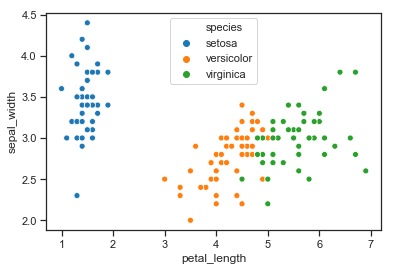 4.5
4.0
3.5
3.0
2.5
2.0
sepal_width
species
setosa
versicolor
virginica
1 2 3 4 5 6 7
petal_length